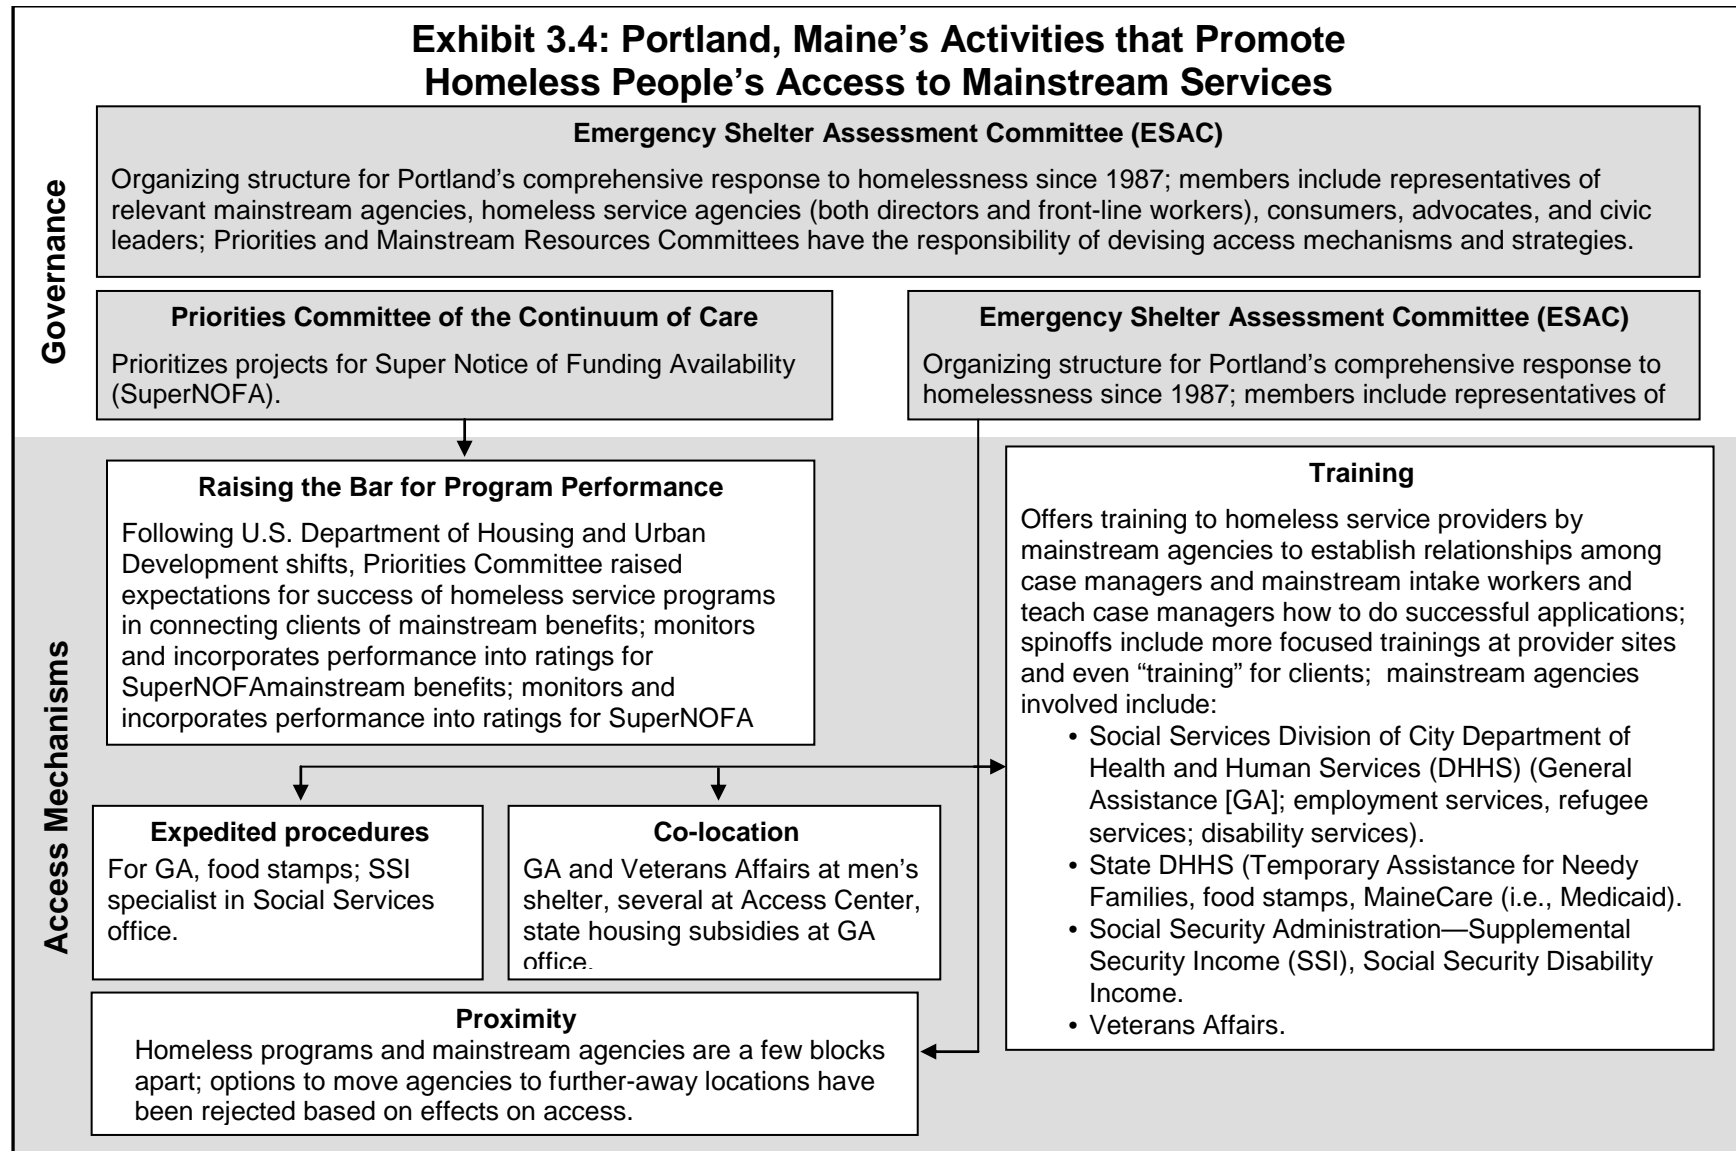 Exhibit 3.4: Portland, Maine’s Activities that Promote
Homeless People’s Access to Mainstream Services
Governance
Emergency Shelter Assessment Committee (ESAC)
Organizing structure for Portland’s comprehensive response to homelessness since 1987; members include representatives of
relevant mainstream agencies, homeless service agencies (both directors and front-line workers), consumers, advocates, and civic
leaders; Priorities and Mainstream Resources Committees have the responsibility of devising access mechanisms and strategies.
Priorities Committee of the Continuum of Care
Prioritizes projects for Super Notice of Funding Availability
(SuperNOFA).
Emergency Shelter Assessment Committee (ESAC)
Organizing structure for Portland’s comprehensive response to
homelessness since 1987; members include representatives of
Access Mechanisms
Raising the Bar for Program Performance
Following U.S. Department of Housing and Urban
Development shifts, Priorities Committee raised
expectations for success of homeless service programs
in connecting clients of mainstream benefits; monitors
and incorporates performance into ratings for
SuperNOFAmainstream benefits; monitors and
incorporates performance into ratings for SuperNOFA
Training
Offers training to homeless service providers by
mainstream agencies to establish relationships among
case managers and mainstream intake workers and
teach case managers how to do successful applications;
spinoffs include more focused trainings at provider sites
and even “training” for clients;  mainstream agencies
involved include:
• Social Services Division of City Department of
Health and Human Services (DHHS) (General
Assistance [GA]; employment services, refugee
services; disability services).
• State DHHS (Temporary Assistance for Needy
Families, food stamps, MaineCare (i.e., Medicaid).
• Social Security Administration—Supplemental
Security Income (SSI), Social Security Disability
Income.
• Veterans Affairs.
Expedited procedures
For GA, food stamps; SSI
specialist in Social Services
office.
Co-location
GA and Veterans Affairs at men’s
shelter, several at Access Center,
state housing subsidies at GA
office.
Proximity
Homeless programs and mainstream agencies are a few blocks
apart; options to move agencies to further-away locations have
been rejected based on effects on access.